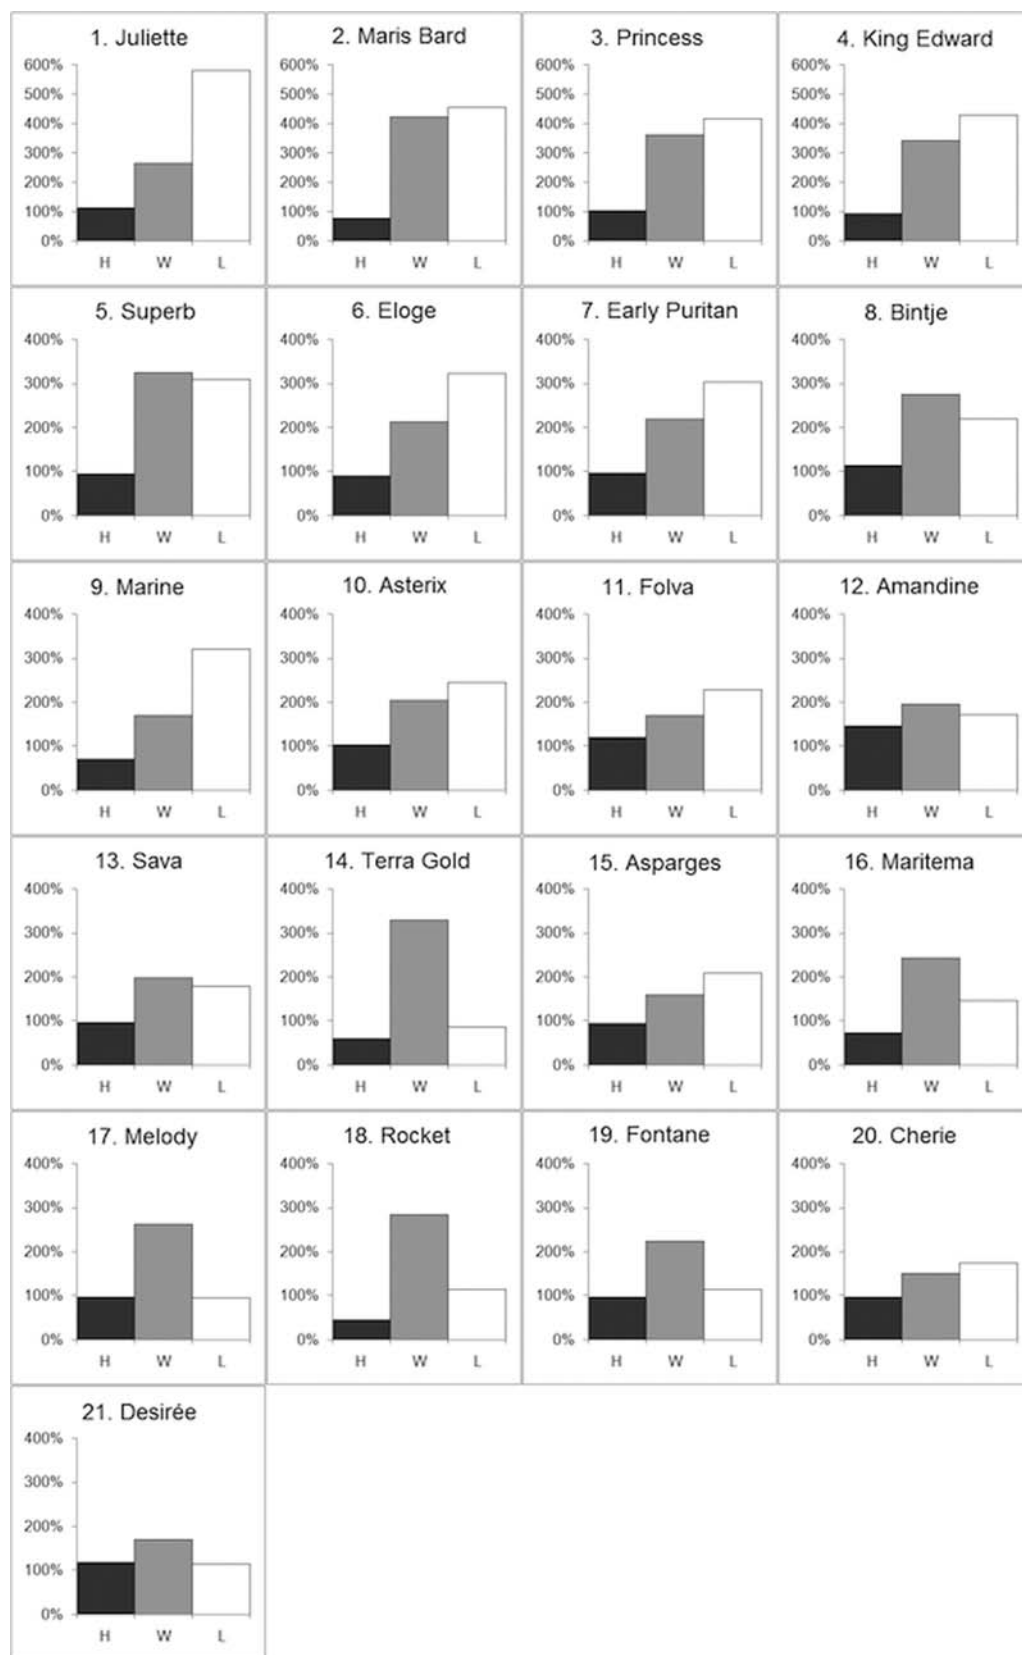 1. Juliette
600%
500%
400%
300%
200%
100%
0%
H W L
2. Maris Bard
600%
500%
400%
300%
200%
100%
0%
H W L
3. Princess
600%
500%
400%
300%
200%
100%
0%
H W L
4. King Edward
600%
500%
400%
300%
200%
100%
0%
H W L
5. Superb
400%
300%
200%
100%
0%
H W L
6. Eloge
400%
300%
200%
100%
0%
H W L
7. Early Puritan
400%
300%
200%
100%
0%
H W L
8. Bintje
400%
300%
200%
100%
0%
H W L
9. Marine
400%
300%
200%
100%
0%
H W L
10. Asterix
400%
300%
200%
100%
0%
H W L
11. Folva
400%
300%
200%
100%
0%
H W L
12. Amandine
400%
300%
200%
100%
0%
H W L
13. Sava
400%
300%
200%
100%
0%
H W L
14. Terra Gold
400%
300%
200%
100%
0%
H W L
15. Asparges
400%
300%
200%
100%
0%
H W L
16. Maritema
400%
300%
200%
100%
0%
H W L
17. Melody
400%
300%
200%
100%
0%
H W L
18. Rocket
400%
300%
200%
100%
0%
H W L
19. Fontane
400%
300%
200%
100%
0%
H W L
20. Cherie
400%
300%
200%
100%
0%
H W L
21. Desirée
400%
300%
200%
100%
0%
H W L